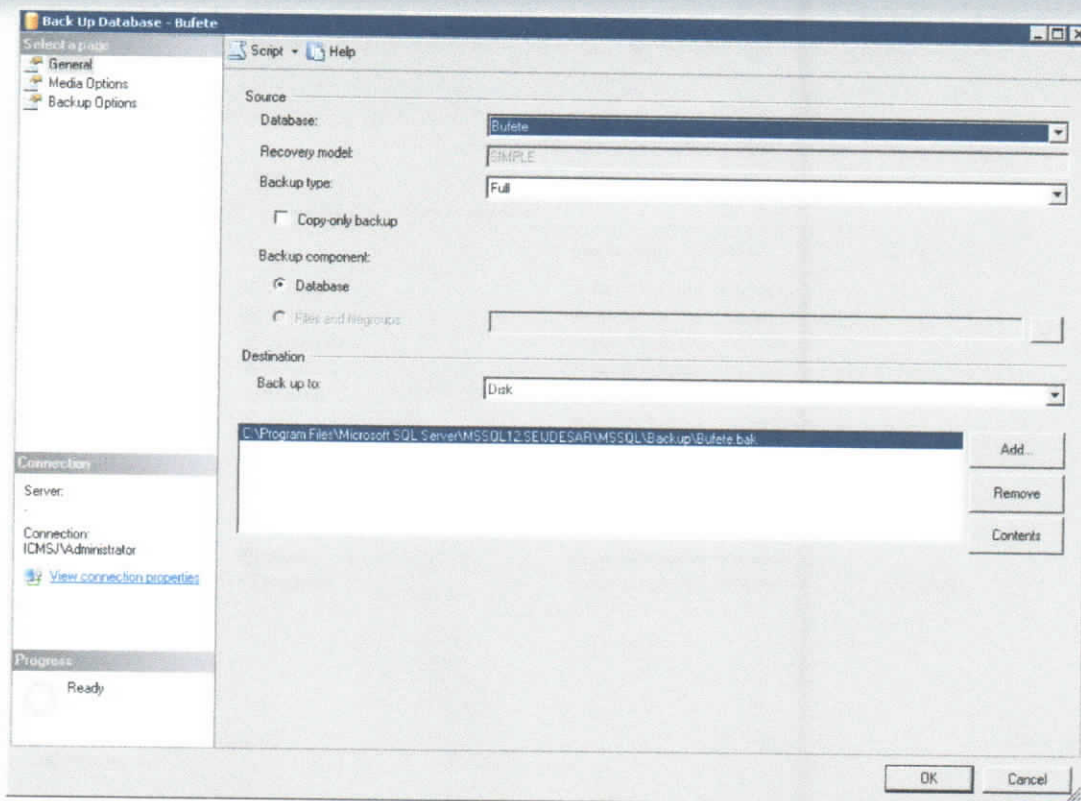 Back Up Database - Bufete
Select a page
General
Media Options
Backup Options
Script Help
Source
Database: Bufete
Recovery model: SIMPLE
Backup type: Full
Copy-only backup
Backup component:
Database
Files and filegroups:
Destination
Back up to: Disk
C:\Program Files\Microsoft SQL Server\MSSQL12.SEUDESAR\MSSQL\Backup\Bufete.bak
Add...
Remove
Contents
Connection
Server:
.
Connection:
ICMSJ\Administrator
View connection properties
Progress
Ready
OK Cancel